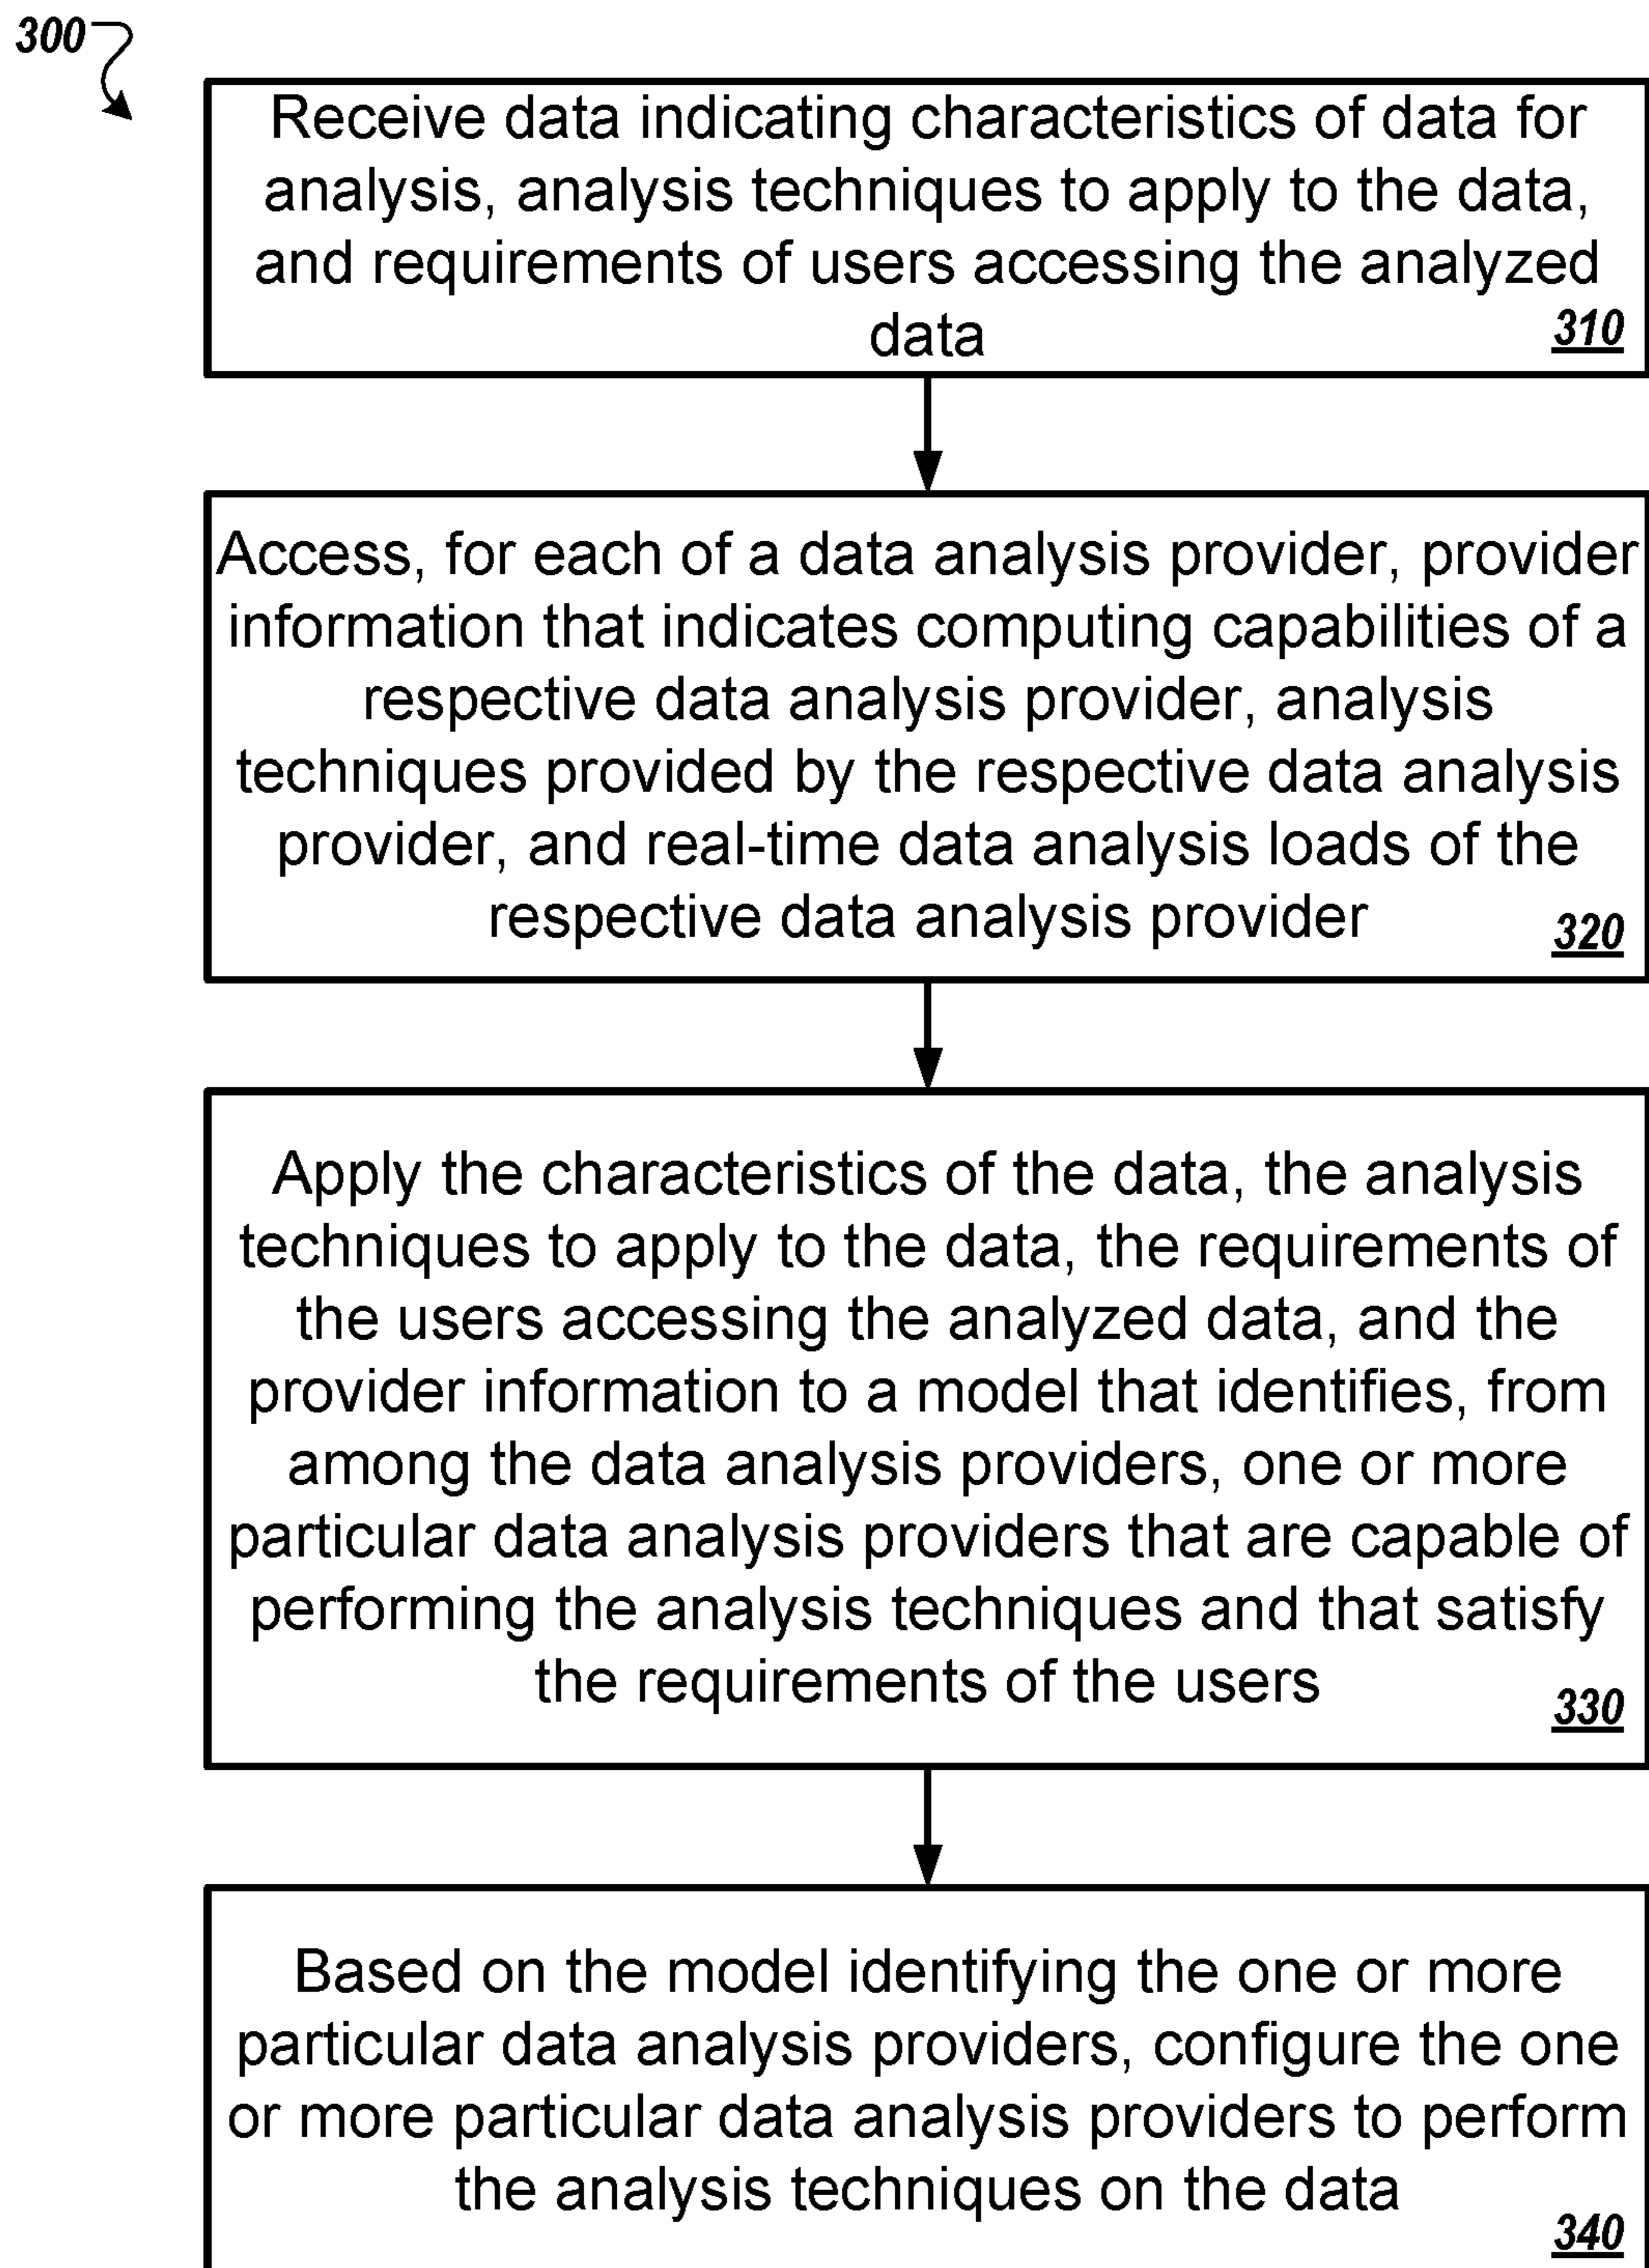 300
Receive data indicating characteristics of data for
analysis, analysis techniques to apply to the data,
and requirements of users accessing the analyzed
data
310
Access, for each of a data analysis provider, provider
information that indicates computing capabilities of a
respective data analysis provider, analysis
techniques provided by the respective data analysis
provider, and real-time data analysis loads of the
respective data analysis provider
320
Apply the characteristics of the data, the analysis
techniques to apply to the data, the requirements of
the users accessing the analyzed data, and the
provider information to a model that identifies, from
among the data analysis providers, one or more
particular data analysis providers that are capable of
performing the analysis techniques and that satisfy
the requirements of the users
330
Based on the model identifying the one or more
particular data analysis providers, configure the one
or more particular data analysis providers to perform
the analysis techniques on the data
340